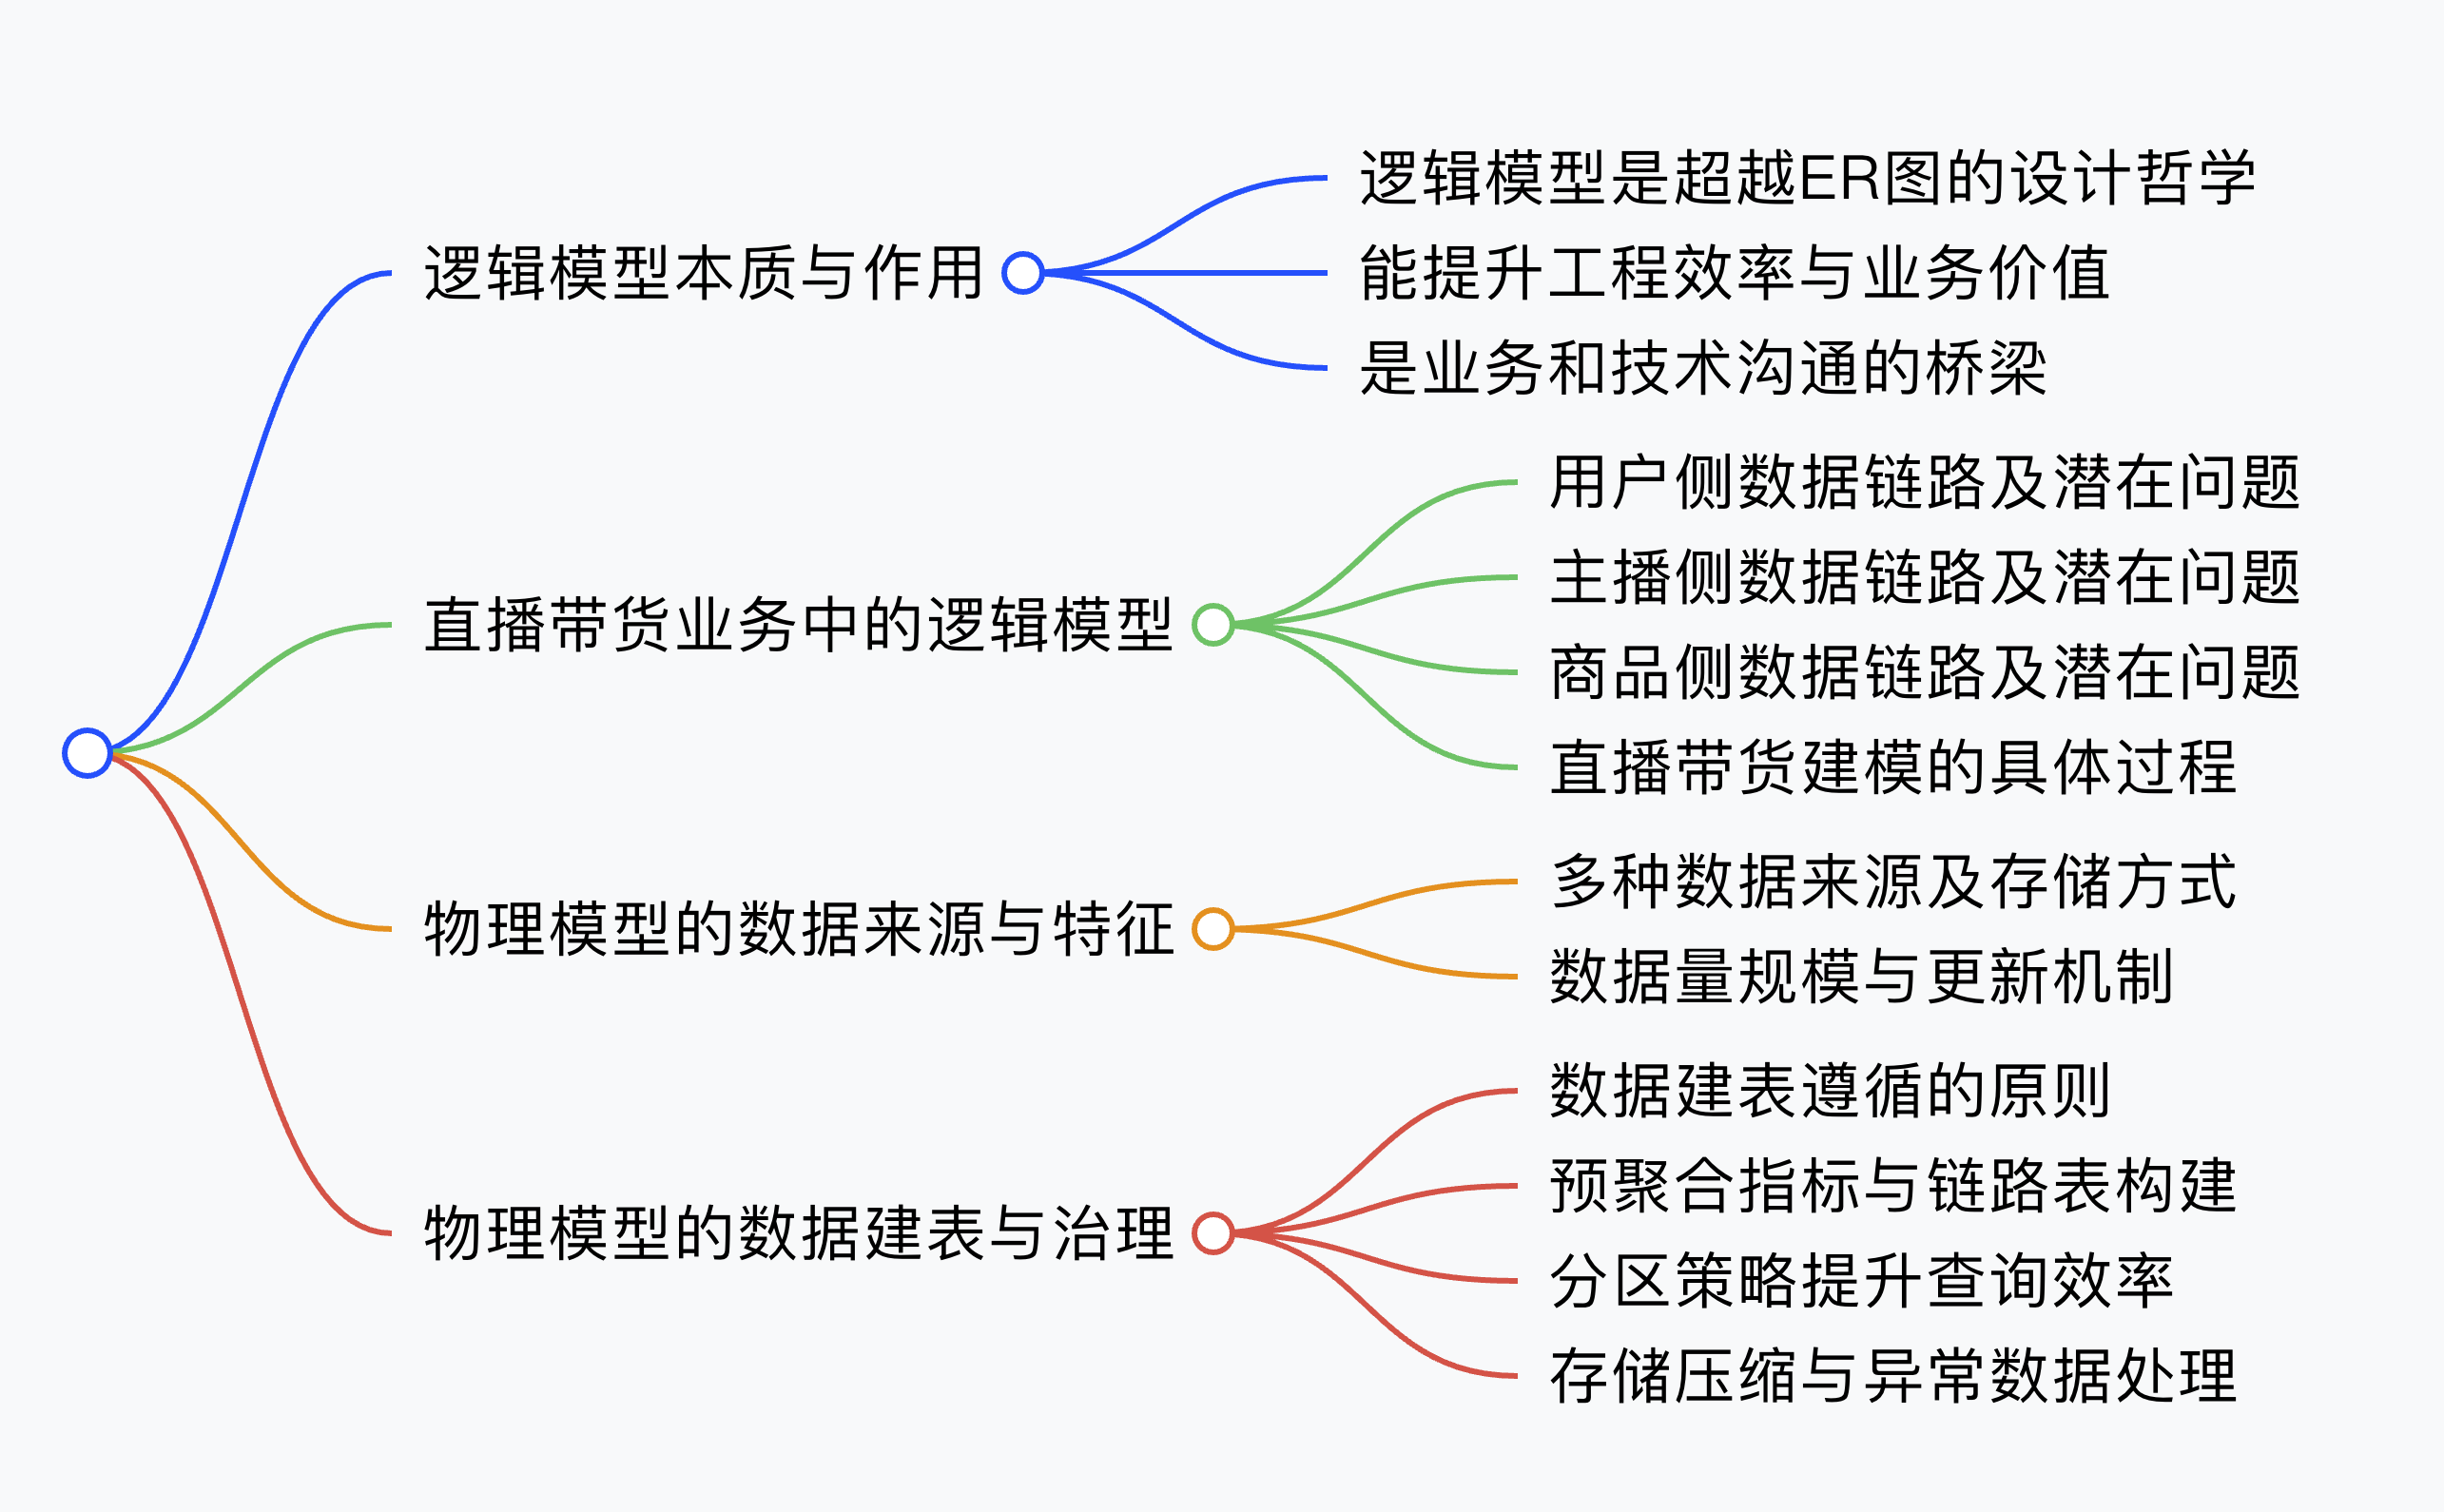 逻辑模型本质与作用
逻辑模型是超越ER图的设计哲学
能提升工程效率与业务价值
是业务和技术沟通的桥梁
直播带货业务中的逻辑模型
用户侧数据链路及潜在问题
主播侧数据链路及潜在问题
商品侧数据链路及潜在问题
直播带货建模的具体过程
物理模型的数据来源与特征
多种数据来源及存储方式
数据量规模与更新机制
物理模型的数据建表与治理
数据建表遵循的原则
预聚合指标与链路表构建
分区策略提升查询效率
存储压缩与异常数据处理